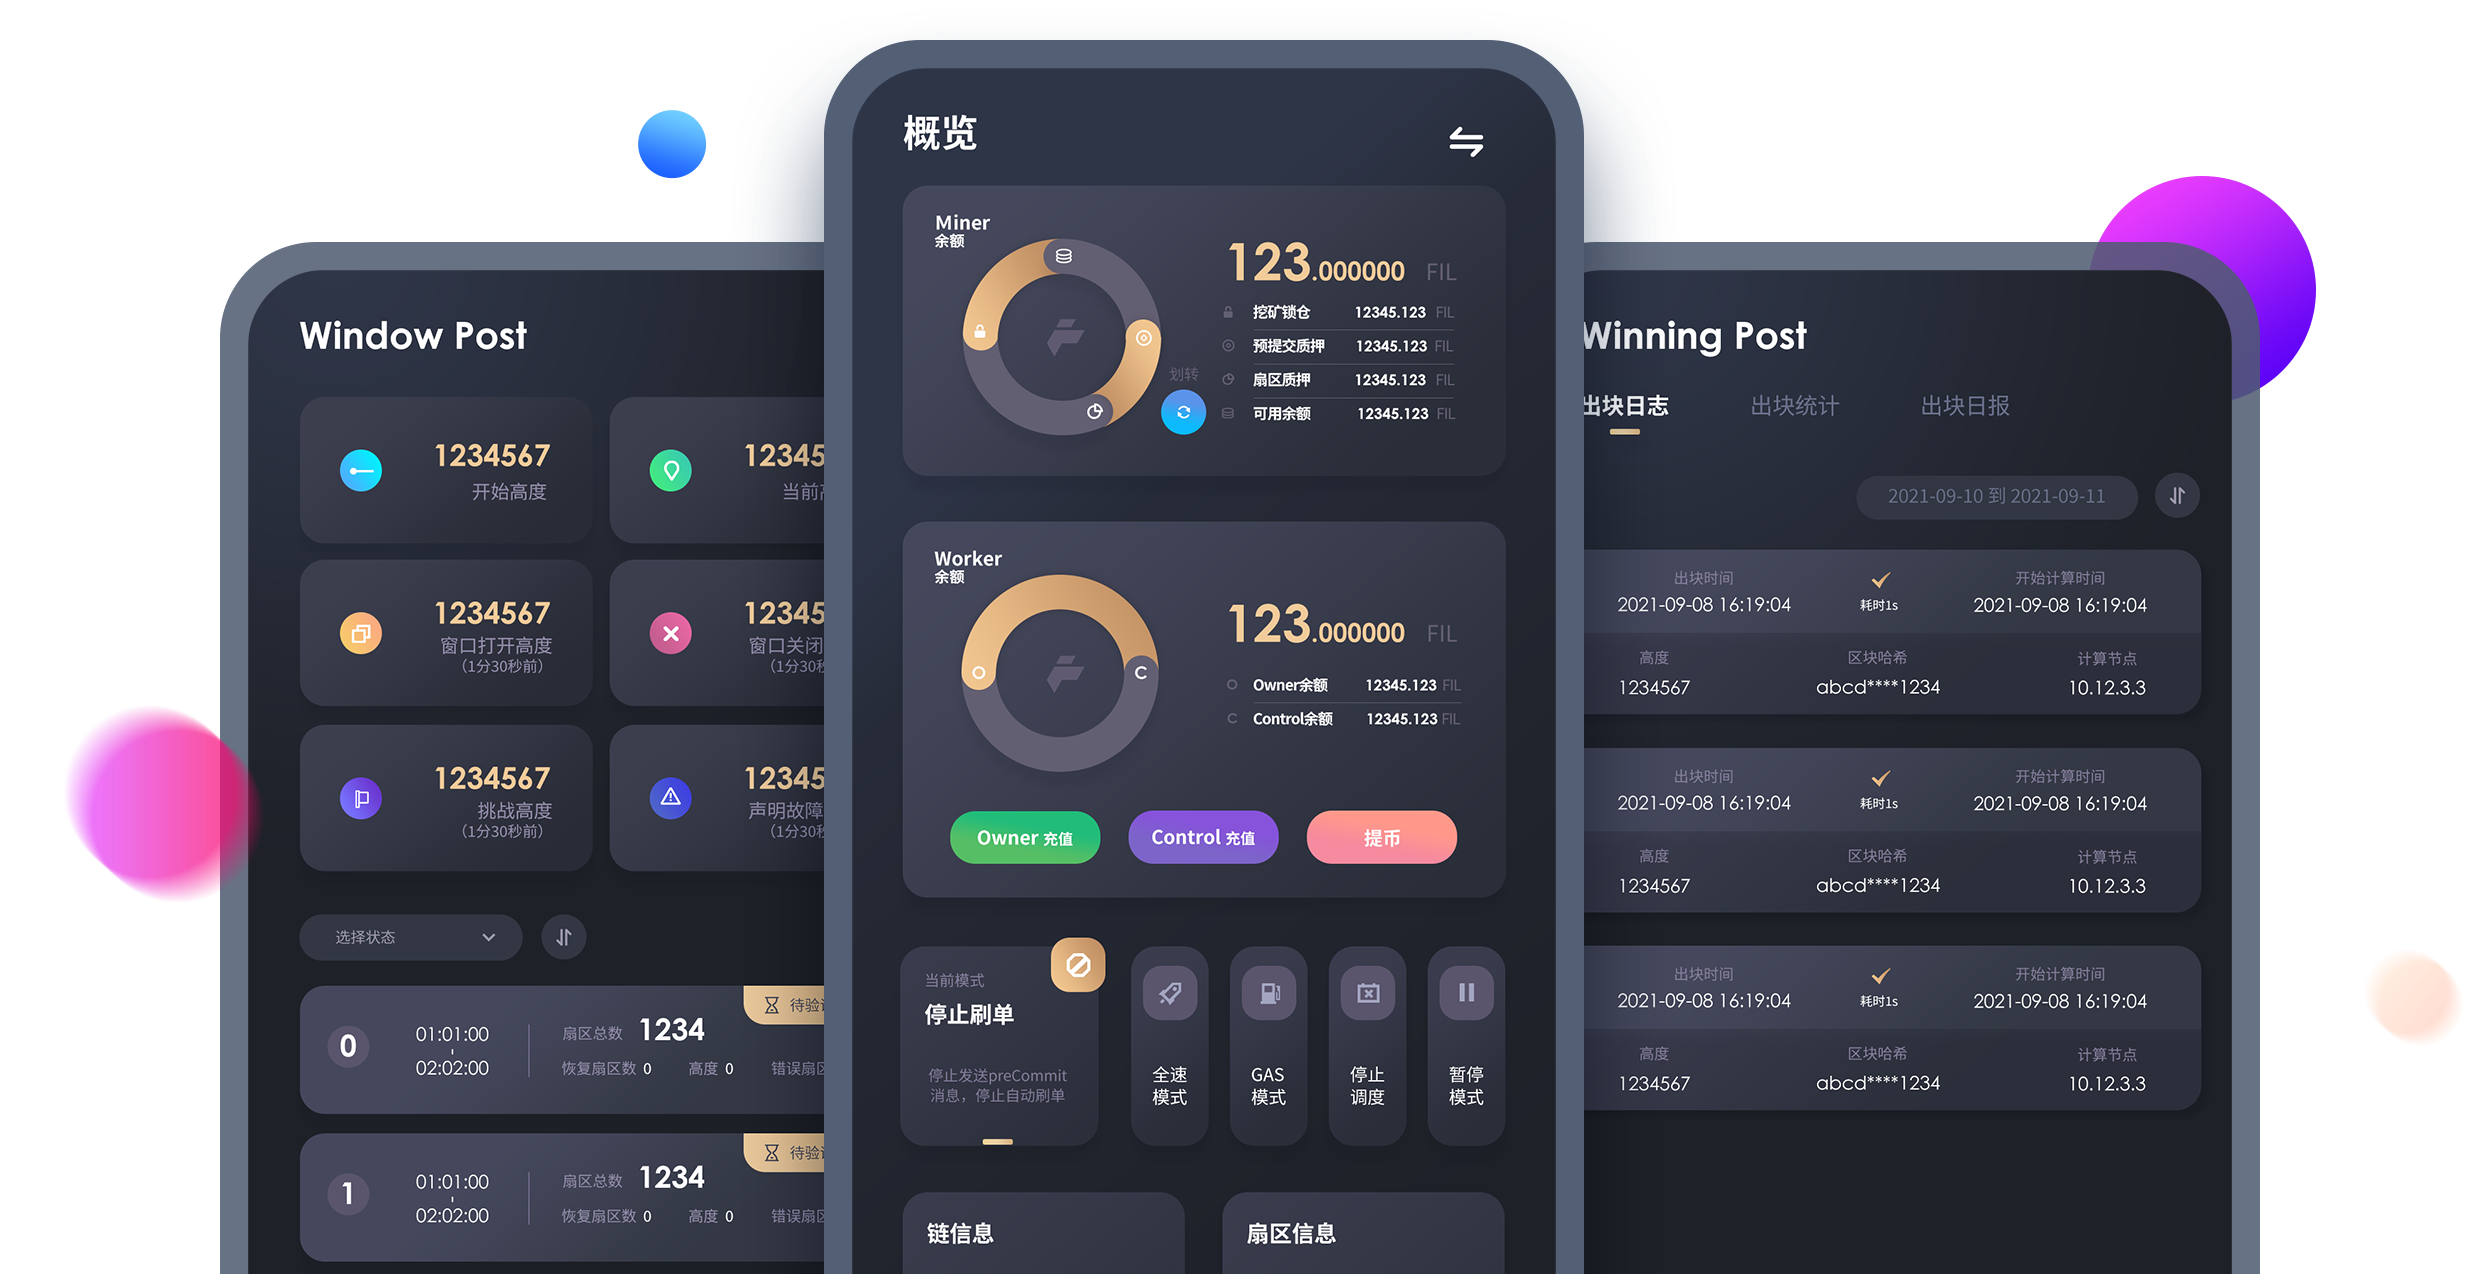 Window Post
1234567
开始高度
12345
当前
1234567
窗口打开高度
(1分30秒前)
12345
窗口关闭
(1分30
1234567
挑战高度
(1分30秒前)
12345
声明故障
(1分30
选择状态
待验
0
01:01:00
02:02:00
扇区总数 1234
恢复扇区数 0 高度 0 错误扇
待验
1
01:01:00
02:02:00
扇区总数 1234
恢复扇区数 0 高度 0 错误扇
概览
Miner
余额
123.000000 FIL
挖矿锁仓 12345.123 FIL
预提交质押 12345.123 FIL
扇区质押 12345.123 FIL
可用余额 12345.123 FIL
划转
Worker
余额
O
C
123.000000 FIL
O Owner余额 12345.123 FIL
C Control余额 12345.123 FIL
Owner 充值
Control 充值
提币
当前模式
停止刷单
停止发送preCommit
消息，停止自动刷单
全速
模式
GAS
模式
停止
调度
暂停
模式
链信息
扇区信息
Winning Post
出块日志 出块统计 出块日报
2021-09-10 到 2021-09-11
出块时间 开始计算时间
2021-09-08 16:19:04 耗时1s 2021-09-08 16:19:04
高度 区块哈希 计算节点
1234567 abcd****1234 10.12.3.3
出块时间 开始计算时间
2021-09-08 16:19:04 耗时1s 2021-09-08 16:19:04
高度 区块哈希 计算节点
1234567 abcd****1234 10.12.3.3
出块时间 开始计算时间
2021-09-08 16:19:04 耗时1s 2021-09-08 16:19:04
高度 区块哈希 计算节点
1234567 abcd****1234 10.12.3.3